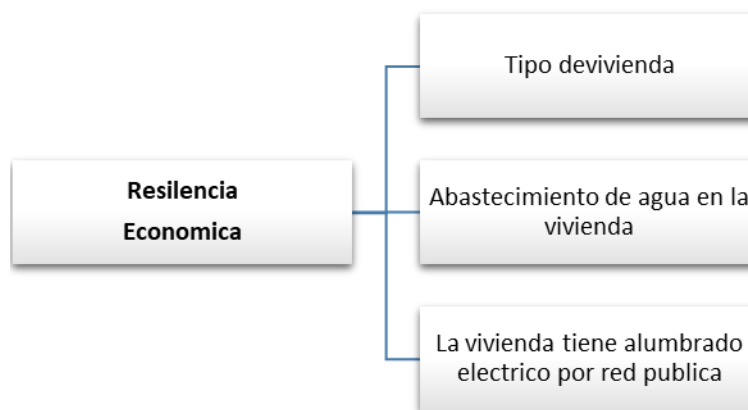 Resilencia
Economica
Tipo devivienda
Abastecimiento de agua en la
vivienda
La vivienda tiene alumbrado
electrico por red publica